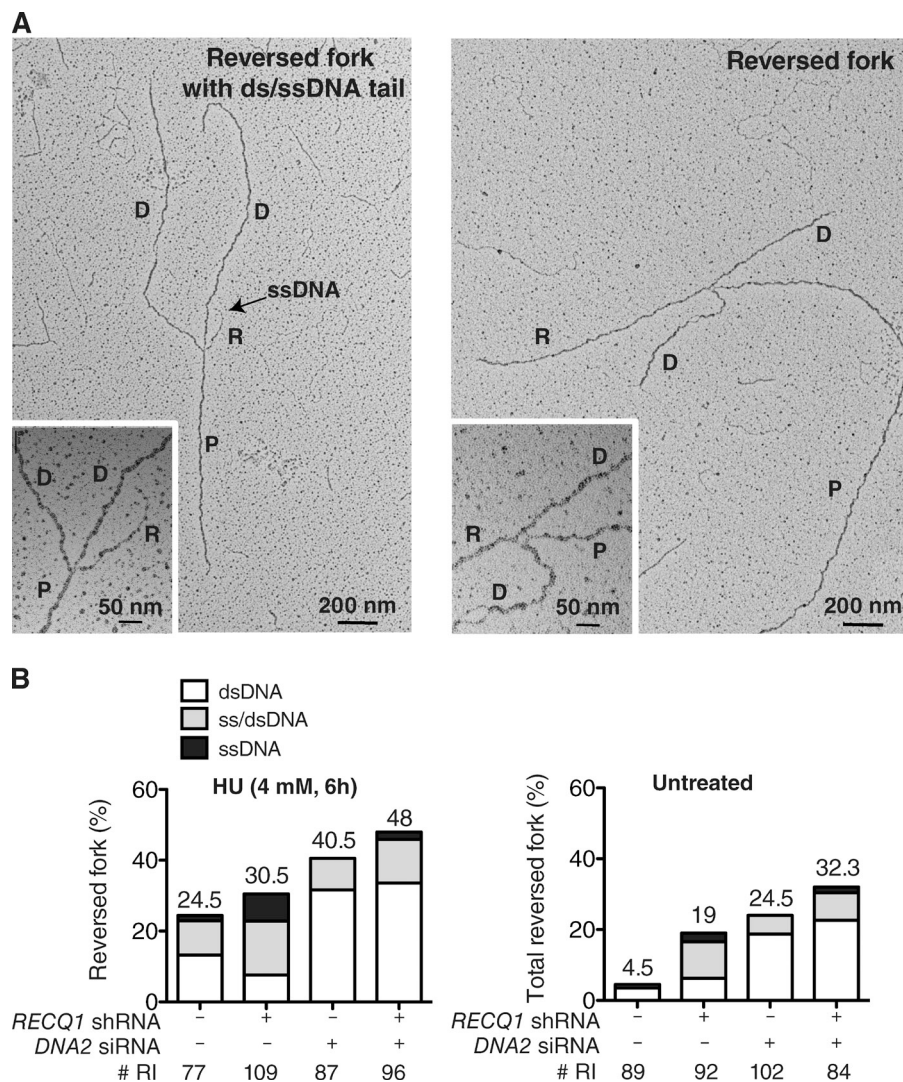 A
Reversed fork
with ds/ssDNA tail
D
D
ssDNA
R
P
200 nm
D
D
R
P
50 nm
Reversed fork
D
R
D
P
200 nm
D
R
P
D
50 nm
B
dsDNA
ss/dsDNA
ssDNA
HU (4 mM, 6h)
Reversed fork (%)
60
40
20
0
24.5
30.5
40.5
48
RECQ1 shRNA – + – +
DNA2 siRNA – – + +
# RI 77 109 87 96
Untreated
Total reversed fork (%)
60
40
20
0
4.5
19
24.5
32.3
RECQ1 shRNA – + – +
DNA2 siRNA – – + +
# RI 89 92 102 84